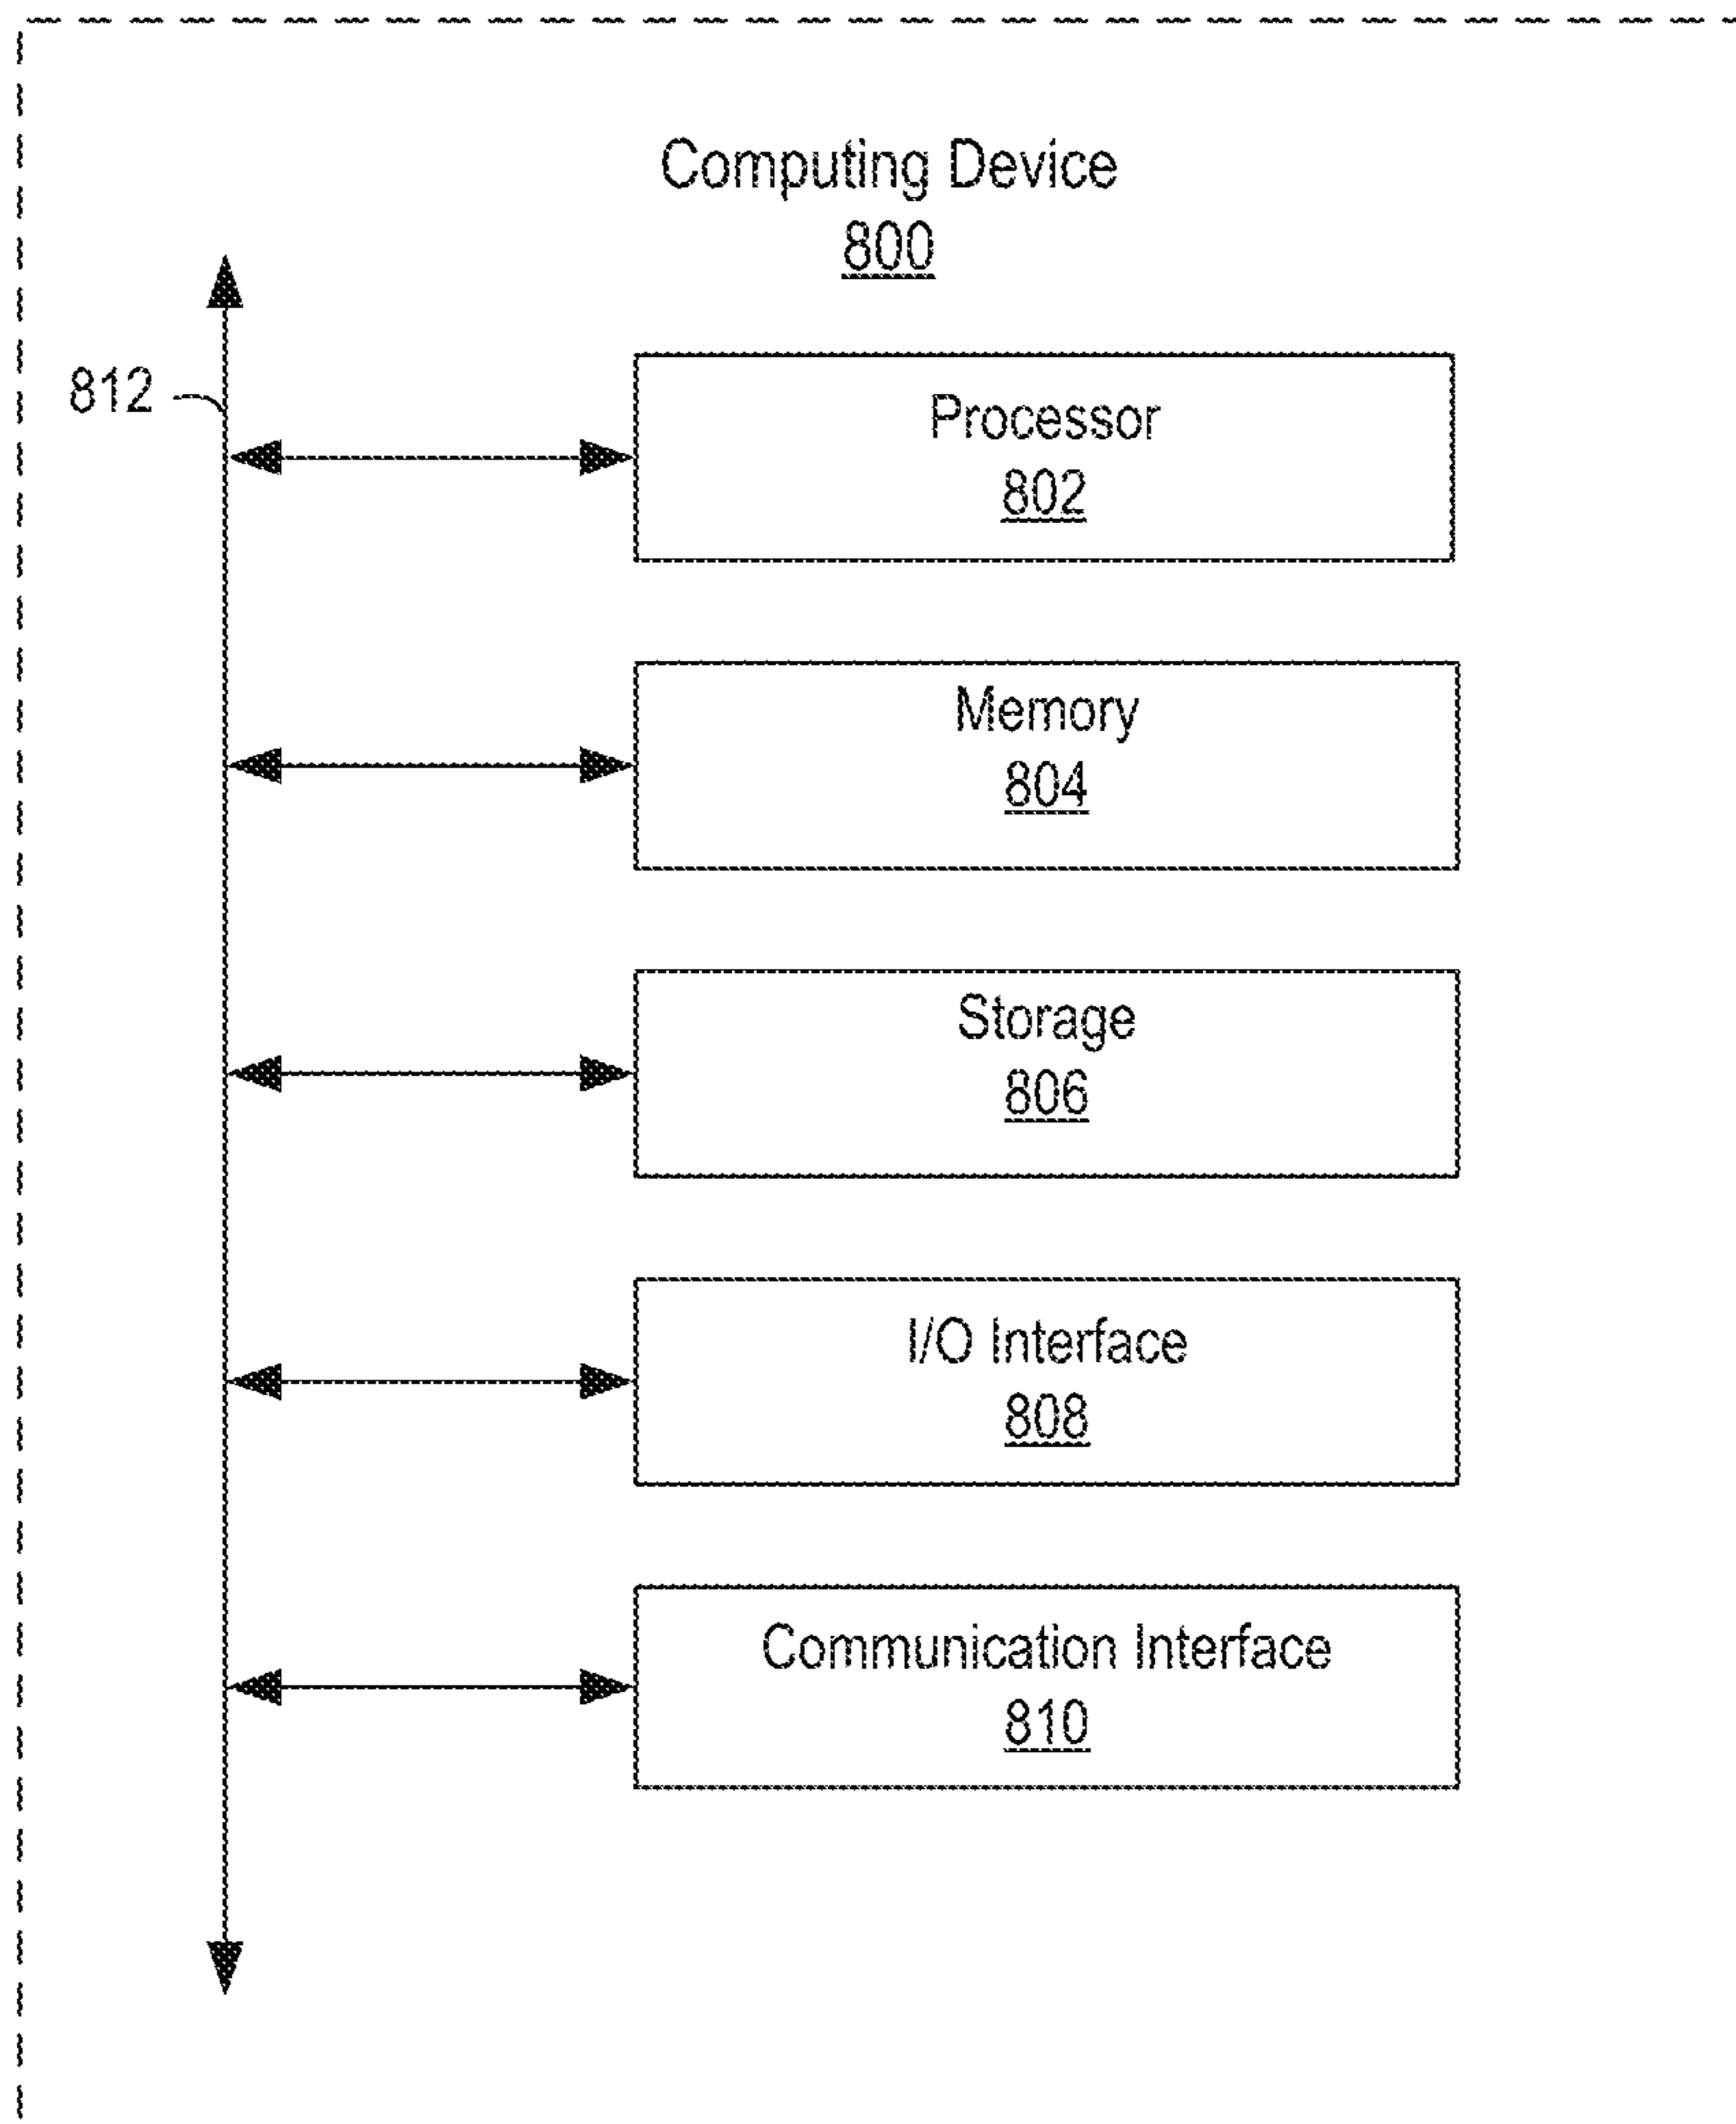 Computing Device
800
812
Processor
802
Memory
804
Storage
806
I/O Interface
808
Communication Interface
810